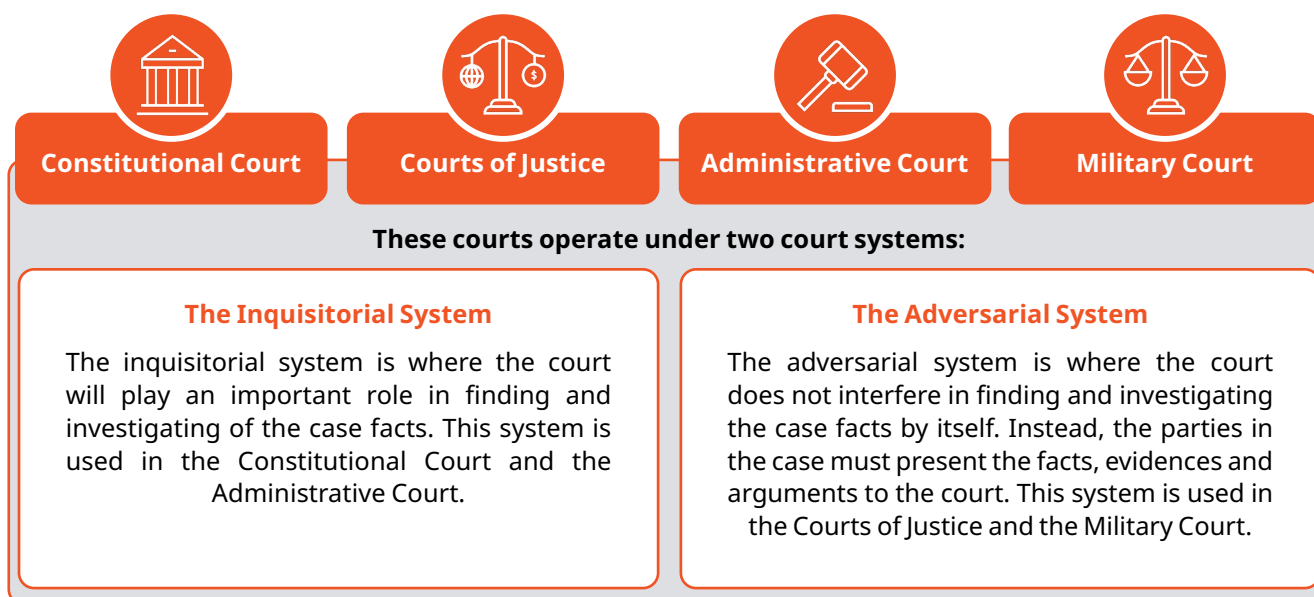 Constitutional Court
Courts of Justice
Administrative Court
Military Court
These courts operate under two court systems:
The Inquisitorial System
The inquisitorial system is where the court
will play an important role in finding and
investigating of the case facts. This system is
used in the Constitutional Court and the
Administrative Court.
The Adversarial System
The adversarial system is where the court
does not interfere in finding and investigating
the case facts by itself. Instead, the parties in
the case must present the facts, evidences and
arguments to the court. This system is used in
the Courts of Justice and the Military Court.